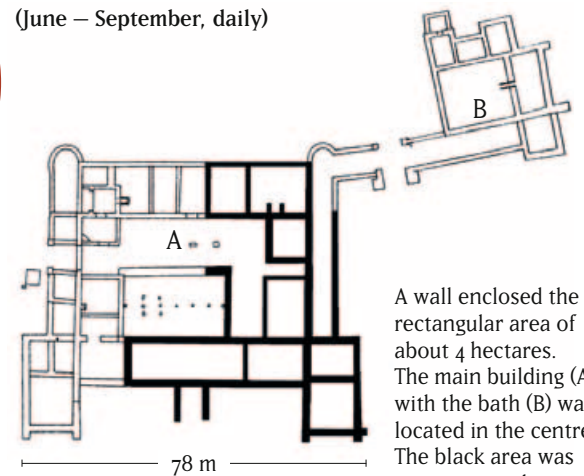 (June – September, daily)
B
A
A wall enclosed the
rectangular area of
about 4 hectares.
The main building (A
with the bath (B) wa
located in the centre
The black area was
78 m